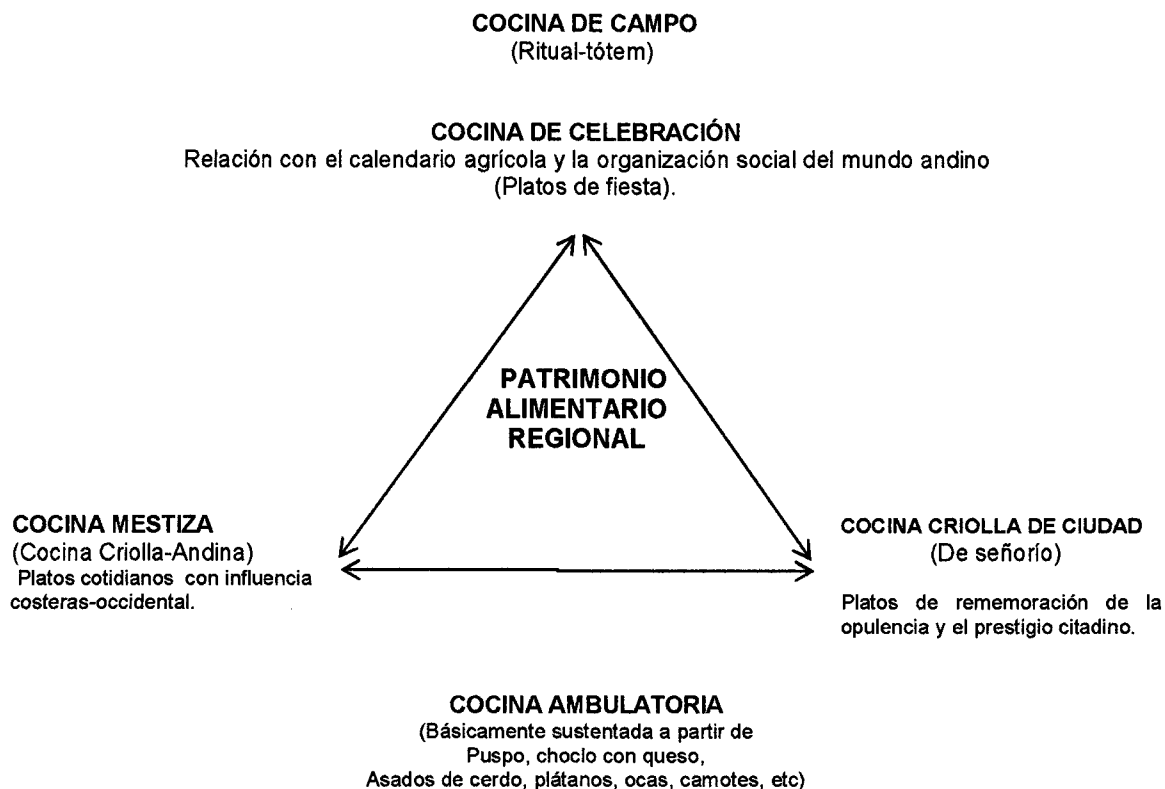 COCINA DE CAMPO
(Ritual-tótem)
COCINA DE CELEBRACIÓN
Relación con el calendario agrícola y la organización social del mundo andino
(Platos de fiesta).
PATRIMONIO
ALIMENTARIO
REGIONAL
COCINA MESTIZA
(Cocina Criolla-Andina)
Platos cotidianos con influencia
costeras-occidental.
COCINA CRIOLLA DE CIUDAD
(De señorío)
Platos de rememoración de la
opulencia y el prestigio citadino.
COCINA AMBULATORIA
(Básicamente sustentada a partir de
Puspo, choclo con queso,
Asados de cerdo, plátanos, ocas, camotes, etc)